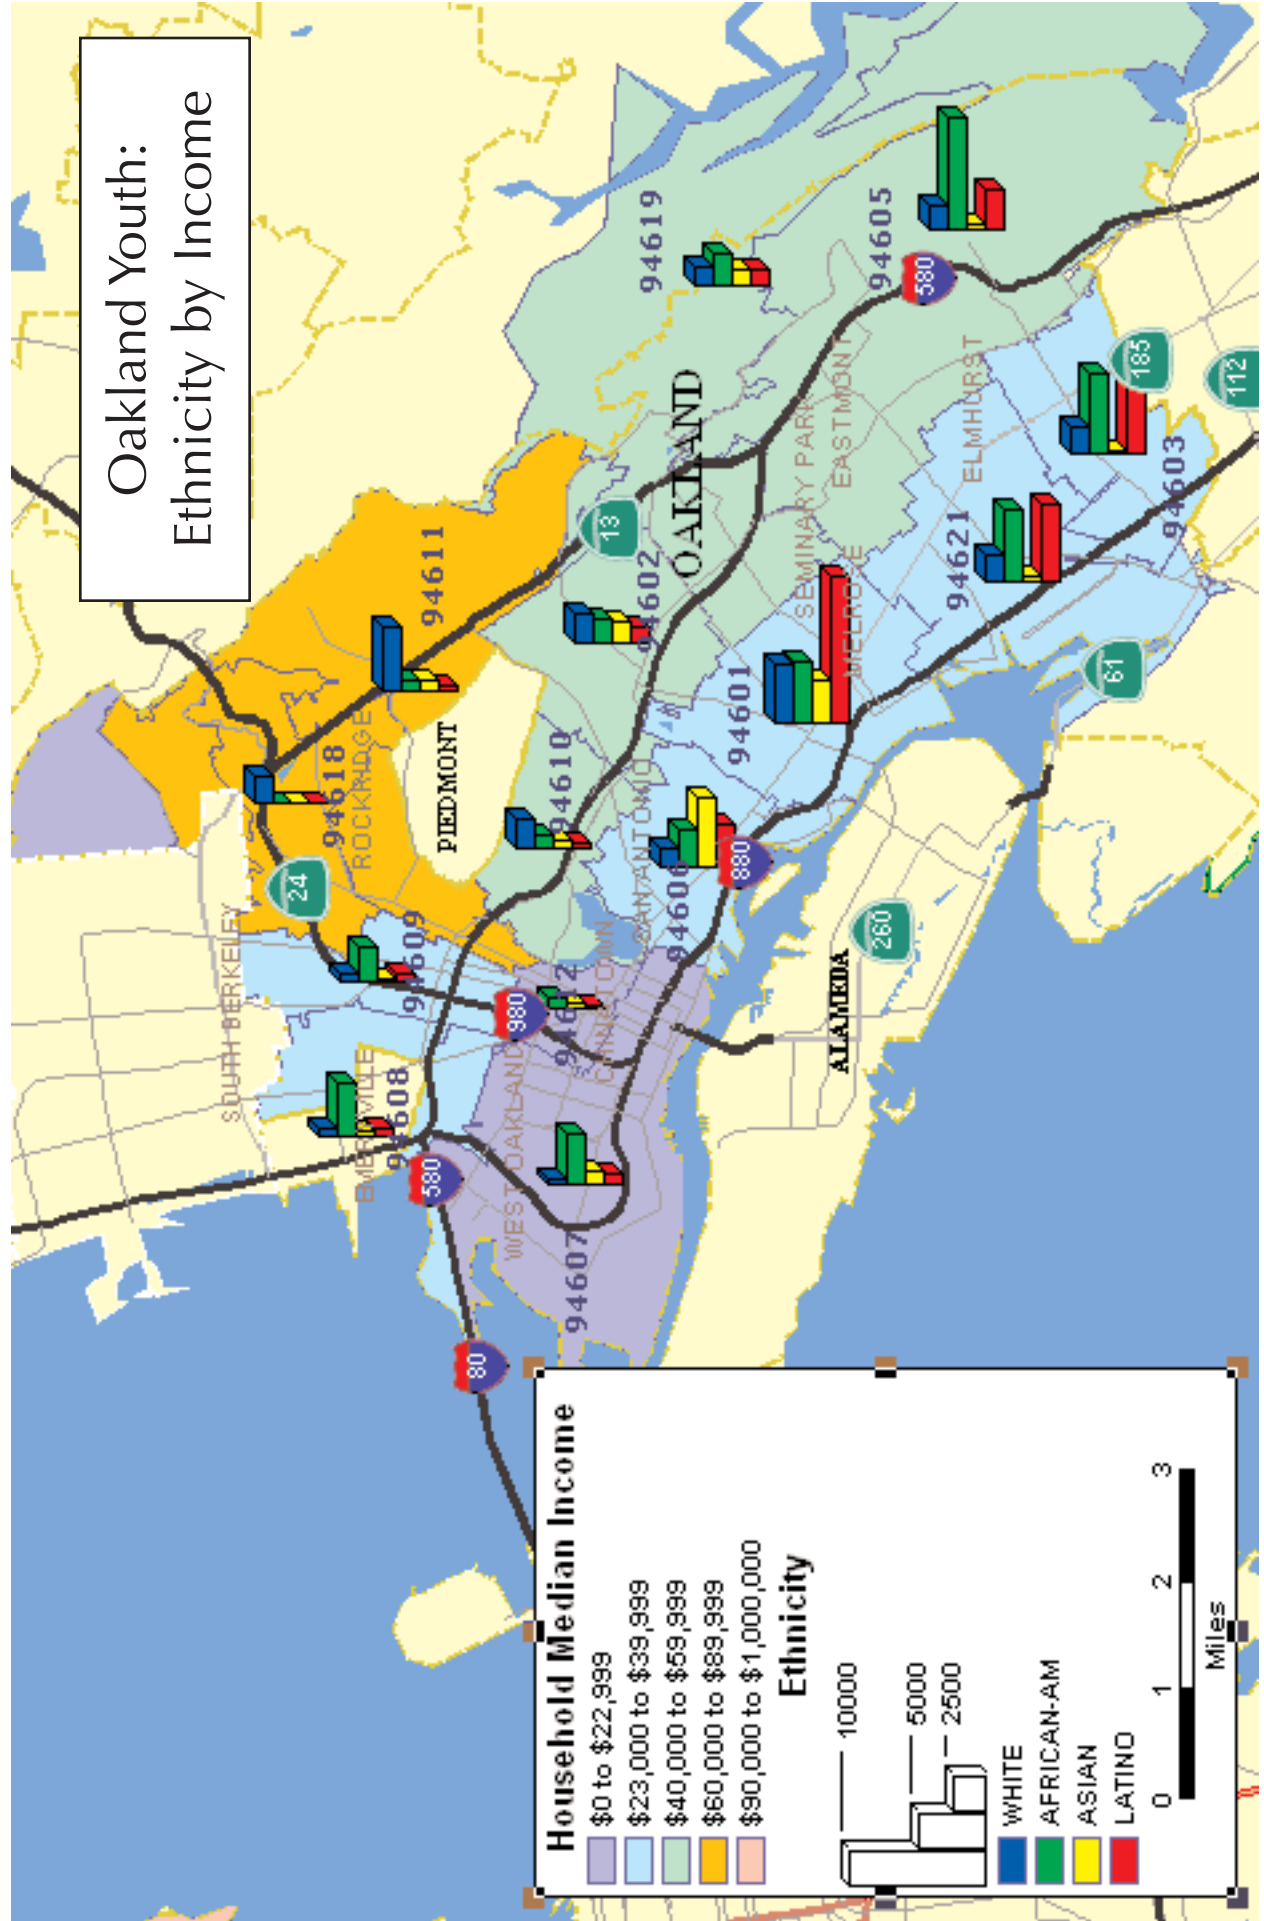 Oakland Youth:
Ethnicity by Income
SOUTH BERKELEY
24
94618
ROCKRIDGE
94611
EMERYVILLE
94608
94609
PIEDMONT
13
94619
580
80
980
WEST OAKLAND
94607
94612
CHINATOWN
94610
94602
OAKLAND
SAN ANTONIO
94606
880
94601
SEMINARY PARK
EASTMONT
MELROSE
94605
580
94621
ELMHURST
94603
185
112
61
260
ALAMEDA
Household Median Income
$0 to $22,999
$23,000 to $39,999
$40,000 to $59,999
$60,000 to $89,999
$90,000 to $1,000,000
Ethnicity
10000
5000
2500
WHITE
AFRICAN-AM
ASIAN
LATINO
0 1 2 3
Miles